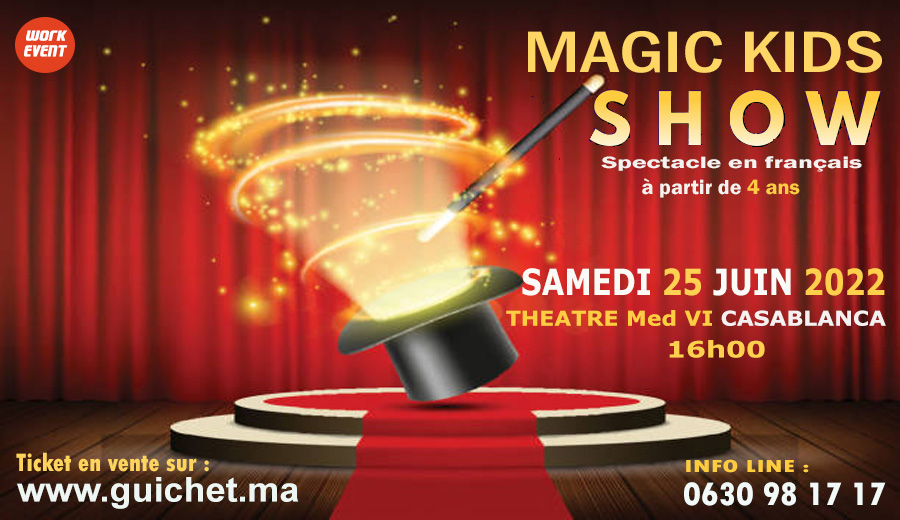 WORK
EVENT
MAGIC KIDS
SHOW
Spectacle en français
à partir de 4 ans
SAMEDI 25 JUIN 2022
THEATRE Med VI CASABLANCA
16h00
Ticket en vente sur :
www.guichet.ma
INFO LINE :
0630 98 17 17